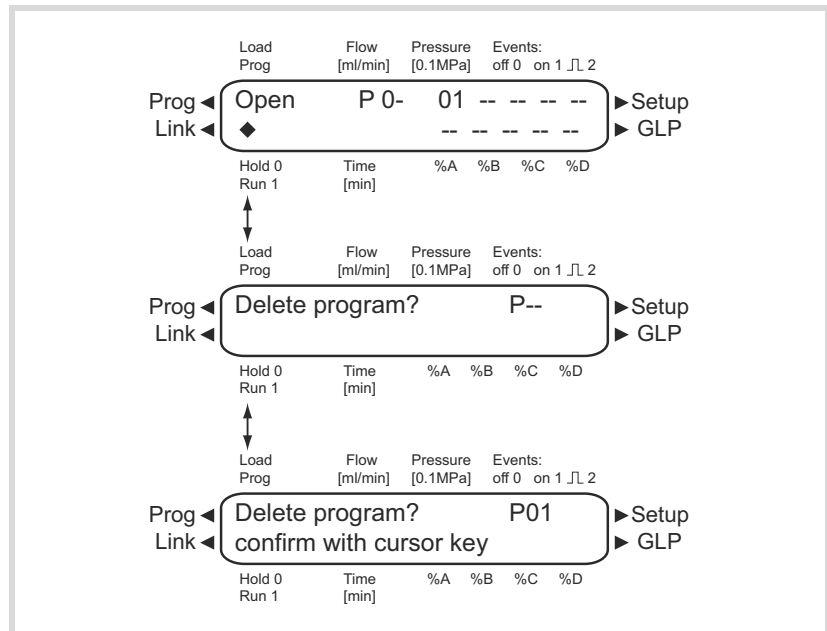 Load Flow Pressure Events:
Prog [ml/min] [0.1MPa] off 0 on 1 ⎍ 2
Prog ◄ Open P 0- 01 -- -- -- -- ►Setup
Link ◄ ◆ -- -- -- -- -- ► GLP
Hold 0 Time %A %B %C %D
Run 1 [min]
Load Flow Pressure Events:
Prog [ml/min] [0.1MPa] off 0 on 1 ⎍ 2
Prog ◄ Delete program? P-- ►Setup
Link ◄ ► GLP
Hold 0 Time %A %B %C %D
Run 1 [min]
Load Flow Pressure Events:
Prog [ml/min] [0.1MPa] off 0 on 1 ⎍ 2
Prog ◄ Delete program? P01 ►Setup
Link ◄ confirm with cursor key ► GLP
Hold 0 Time %A %B %C %D
Run 1 [min]